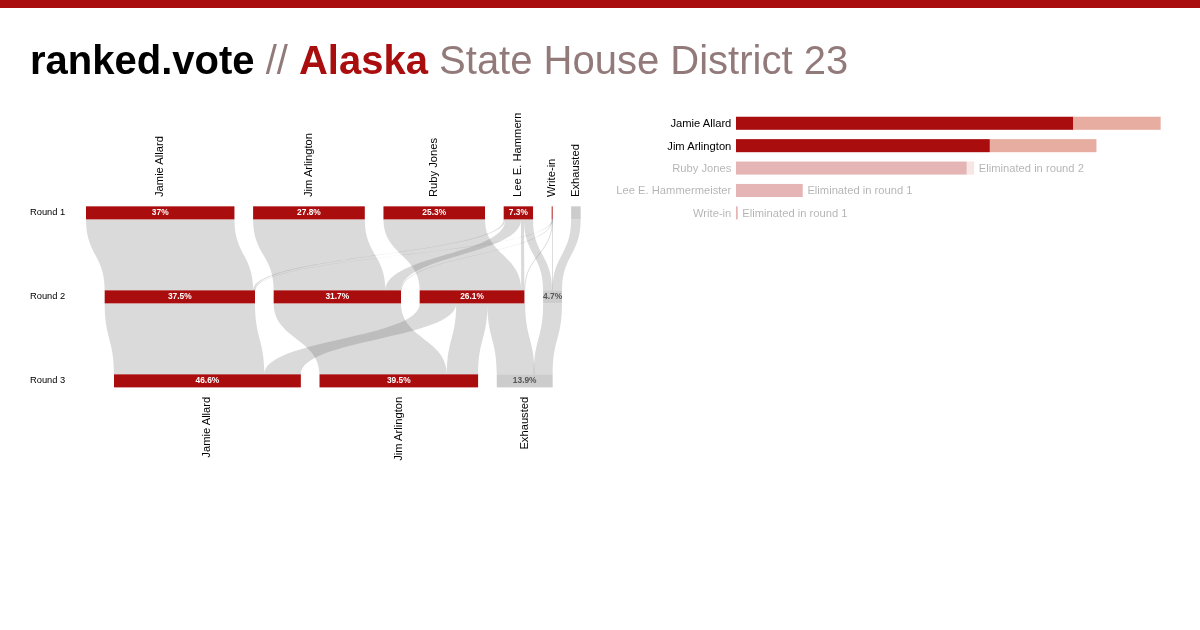 ranked.vote // Alaska State House District 23
Jamie Allard
Jim Arlington
Ruby Jones
Lee E. Hammern
Write-in
Exhausted
Round 1
37%
27.8%
25.3%
7.3%
Round 2
37.5%
31.7%
26.1%
4.7%
Round 3
46.6%
39.5%
13.9%
Jamie Allard
Jim Arlington
Exhausted
Jamie Allard
Jim Arlington
Ruby Jones Eliminated in round 2
Lee E. Hammermeister Eliminated in round 1
Write-in Eliminated in round 1